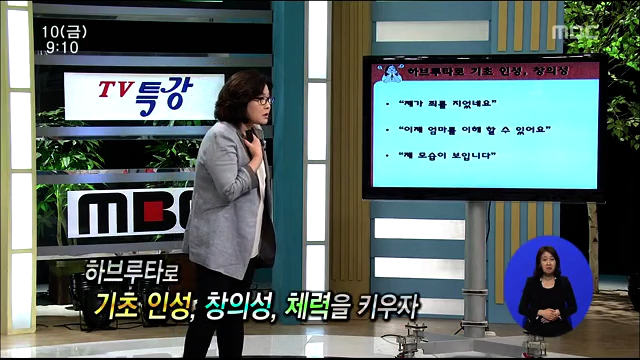 10(금)
9:10
mbc
TV 특강
MBC
하브루타로 기초 인성, 창의성
• "제가 죄를 지었네요"
• "이제 엄마를 이해 할 수 있어요"
• "제 모습이 보입니다"
하브루타로
기초 인성, 창의성, 체력을 키우자